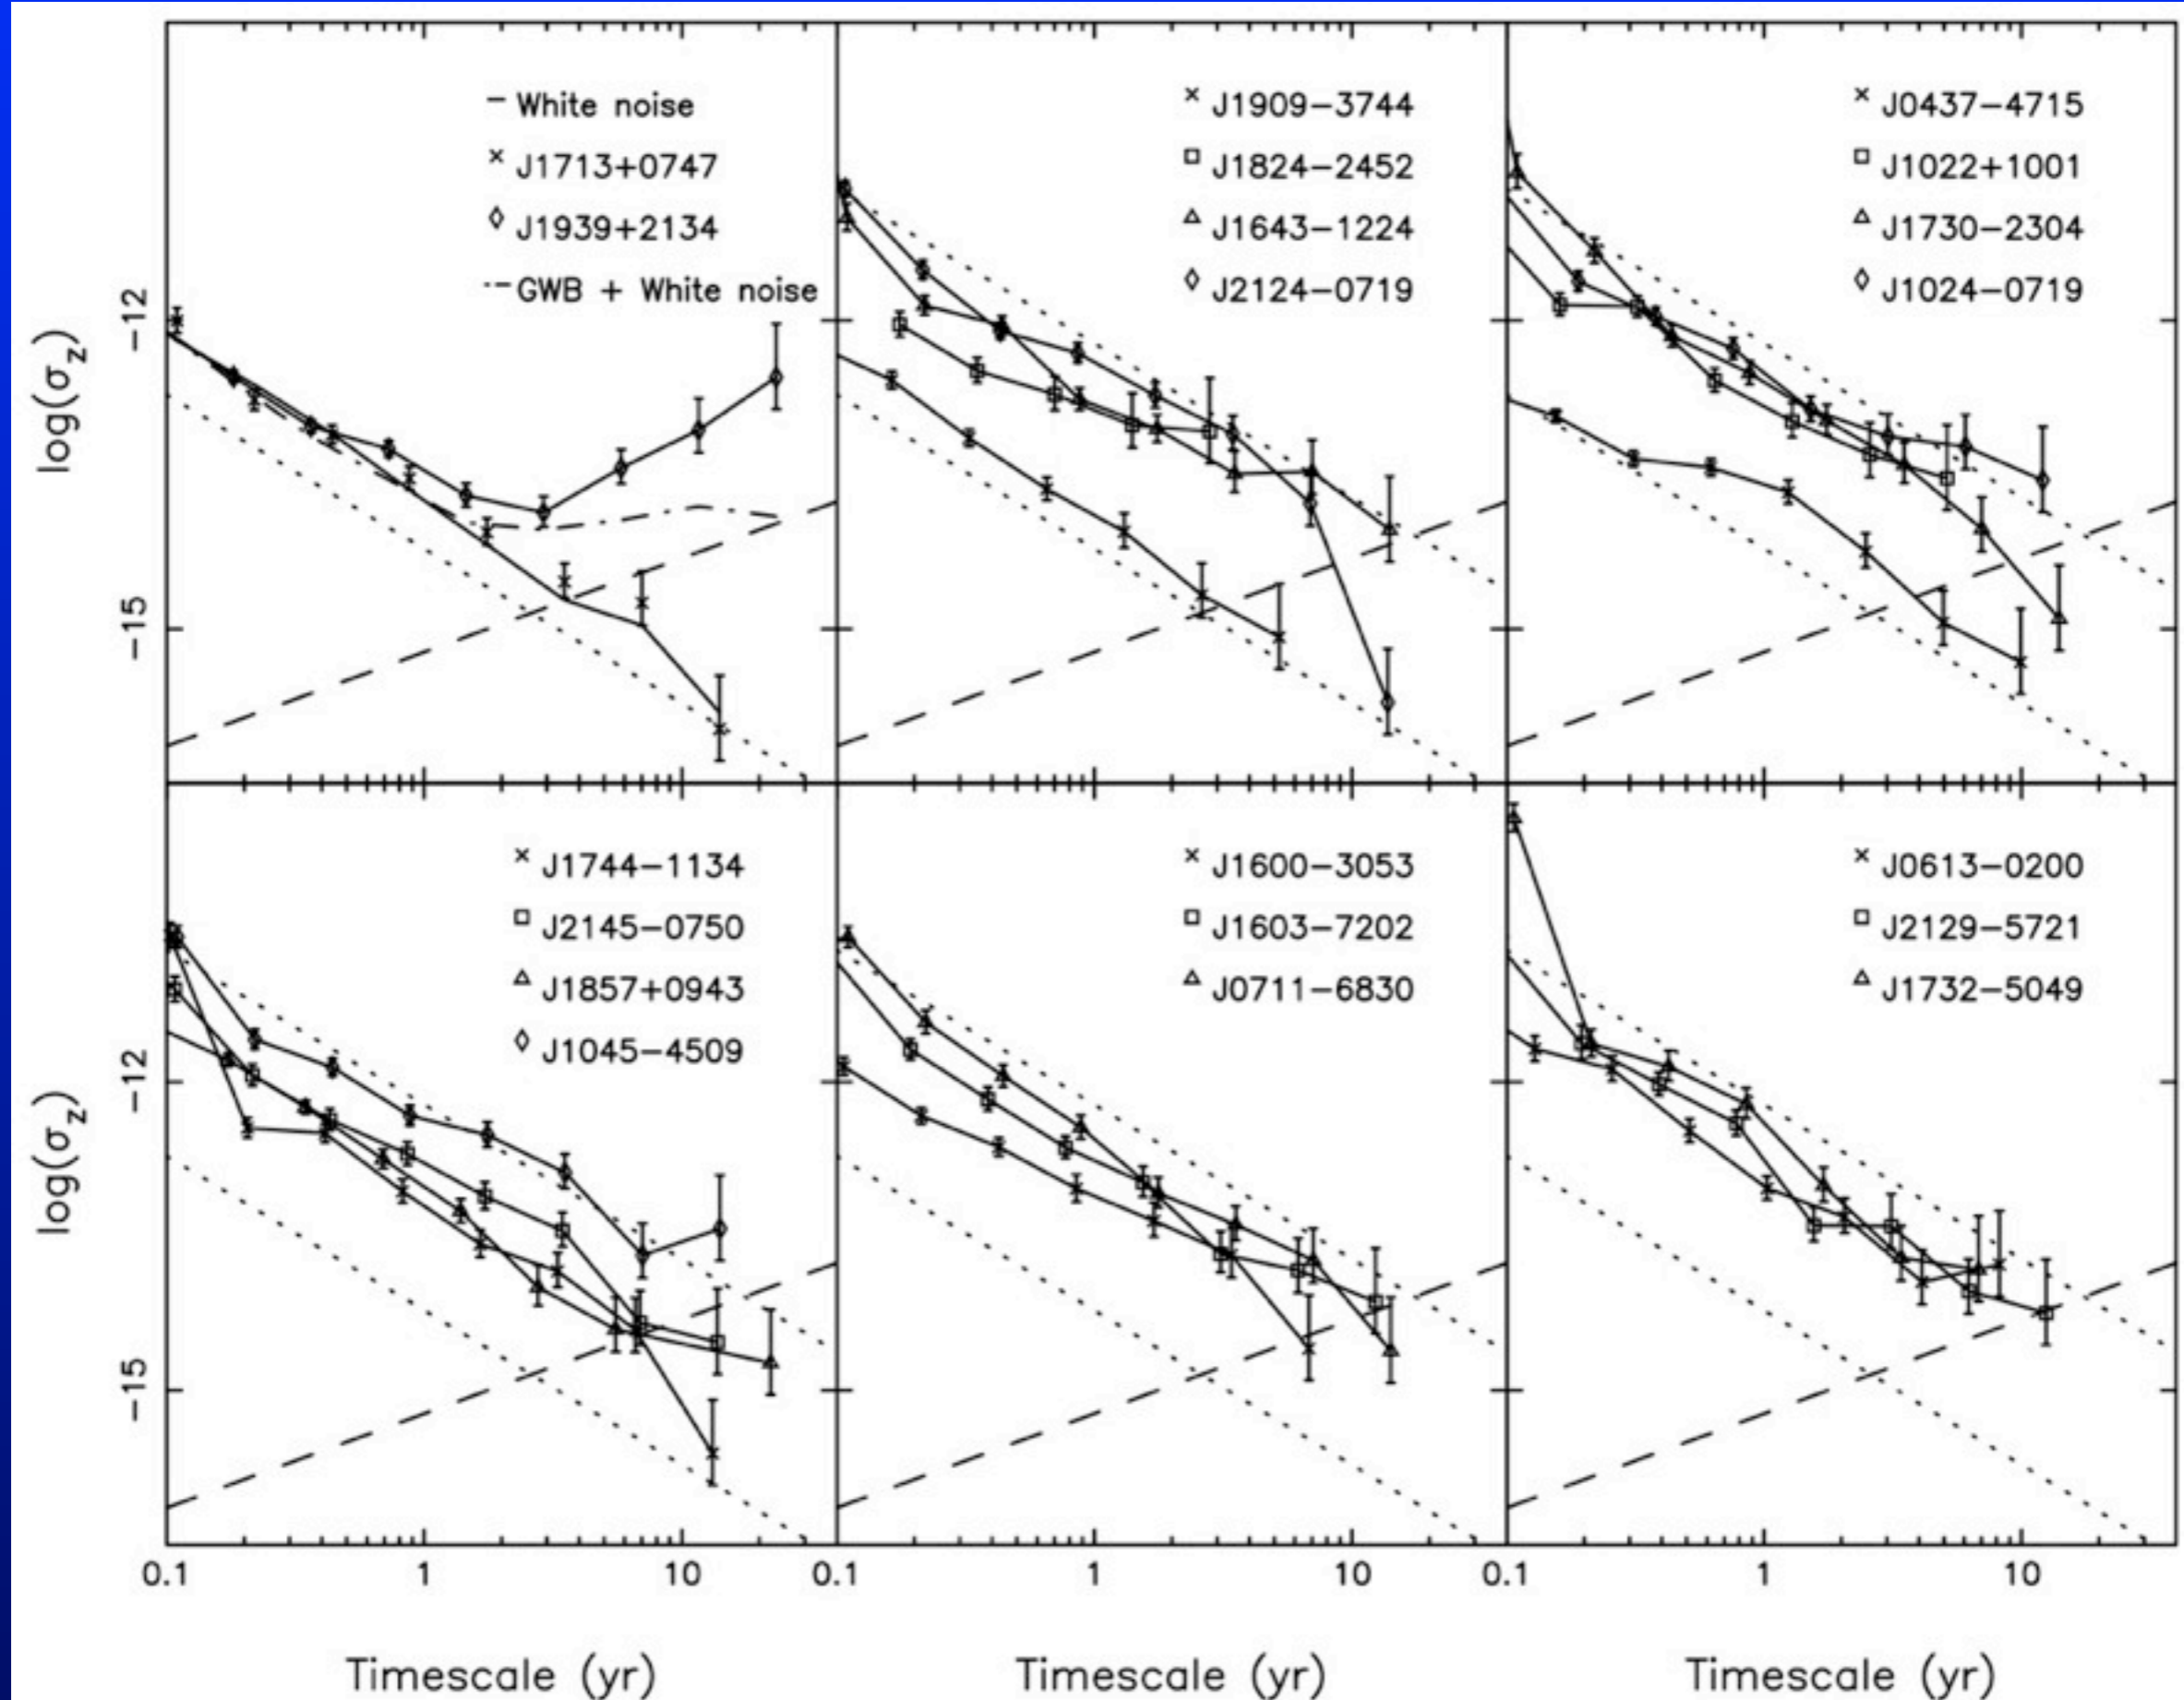 − White noise
× J1713+0747
◇ J1939+2134
·− GWB + White noise
× J1909−3744
□ J1824−2452
△ J1643−1224
◇ J2124−0719
× J0437−4715
□ J1022+1001
△ J1730−2304
◇ J1024−0719
log(σz)
−12
−15
× J1744−1134
□ J2145−0750
△ J1857+0943
◇ J1045−4509
× J1600−3053
□ J1603−7202
△ J0711−6830
× J0613−0200
□ J2129−5721
△ J1732−5049
log(σz)
−12
−15
0.1 1 10 0.1 1 10 0.1 1 10
Timescale (yr) Timescale (yr) Timescale (yr)